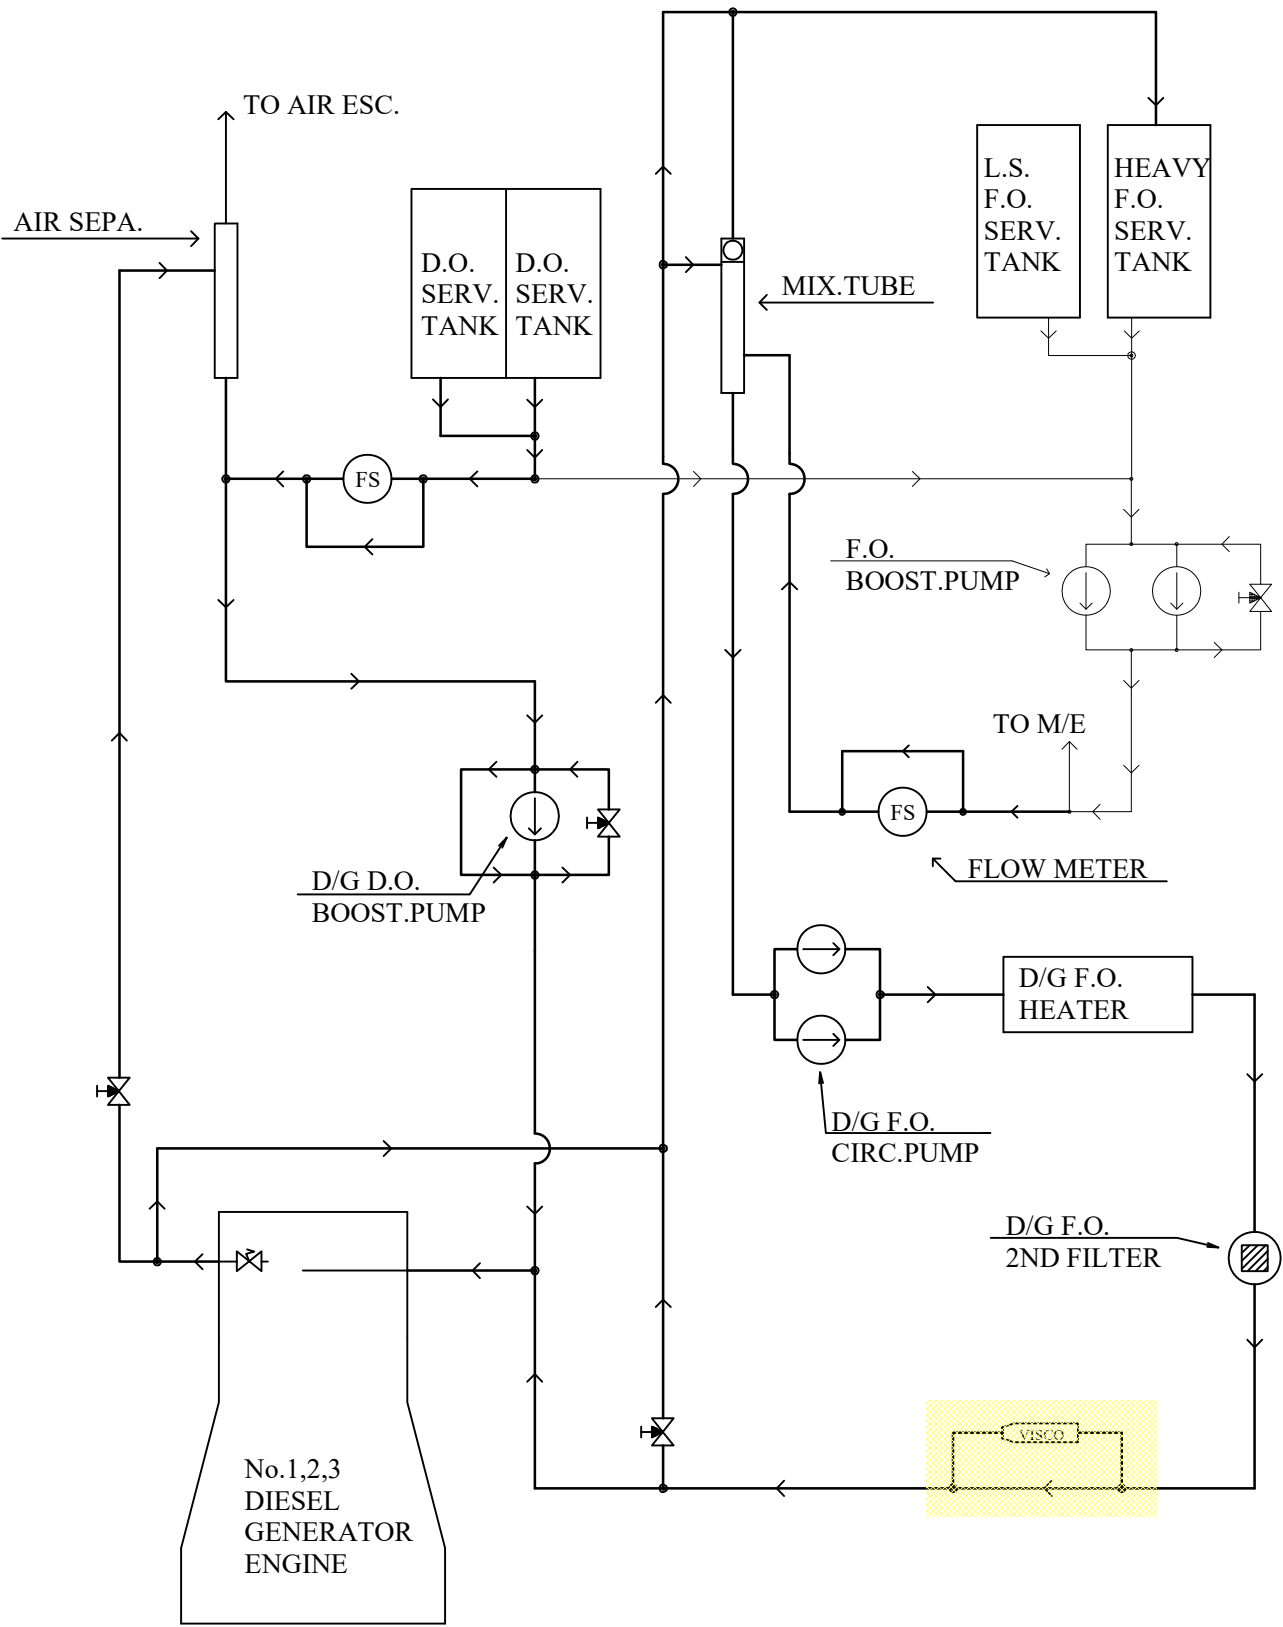 TO AIR ESC.
AIR SEPA.
D.O.
SERV.
TANK
D.O.
SERV.
TANK
MIX.TUBE
L.S.
F.O.
SERV.
TANK
HEAVY
F.O.
SERV.
TANK
FS
F.O.
BOOST.PUMP
TO M/E
FS
FLOW METER
D/G D.O.
BOOST.PUMP
D/G F.O.
HEATER
D/G F.O.
CIRC.PUMP
D/G F.O.
2ND FILTER
VISCO
No.1,2,3
DIESEL
GENERATOR
ENGINE